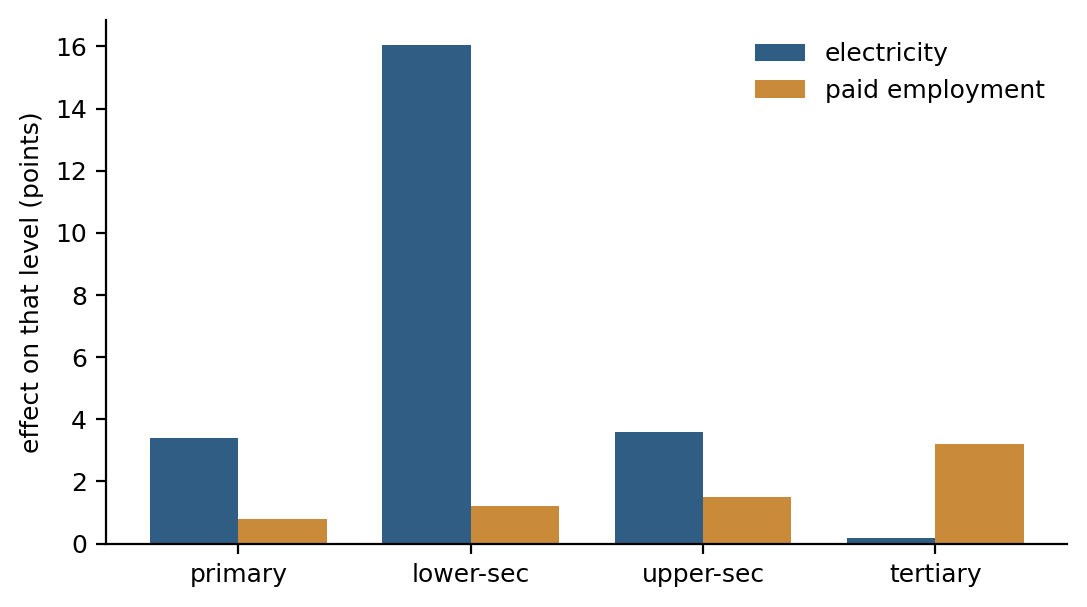 effect on that level (points)
16
14
12
10
8
6
4
2
0
electricity
paid employment
primary
lower-sec
upper-sec
tertiary